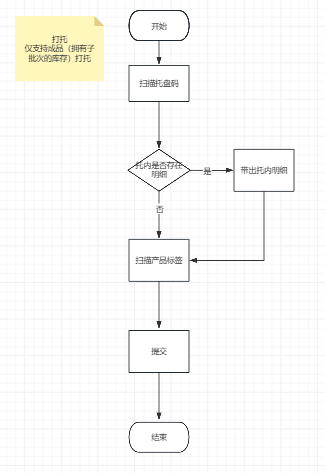 打托
仅支持成品（拥有子
批次的库存）打托
开始
扫描托盘码
托内是否存在
明细
是
带出托内明细
否
扫描产品标签
提交
结束